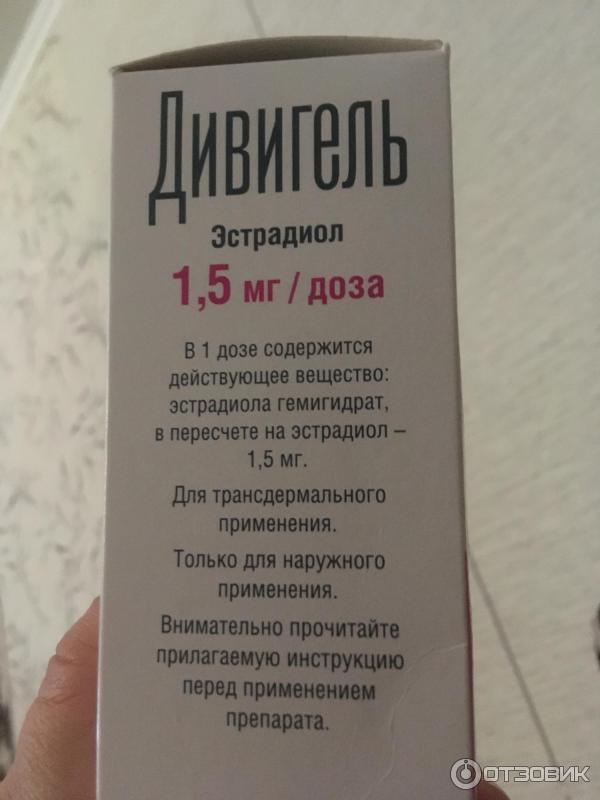 Дивигель
Эстрадиол
1,5 мг / доза
В 1 дозе содержится
действующее вещество:
эстрадиола гемигидрат,
в пересчете на эстрадиол –
1,5 мг.
Для трансдермального
применения.
Только для наружного
применения.
Внимательно прочитайте
прилагаемую инструкцию
перед применением
препарата.
ОТЗОВИК